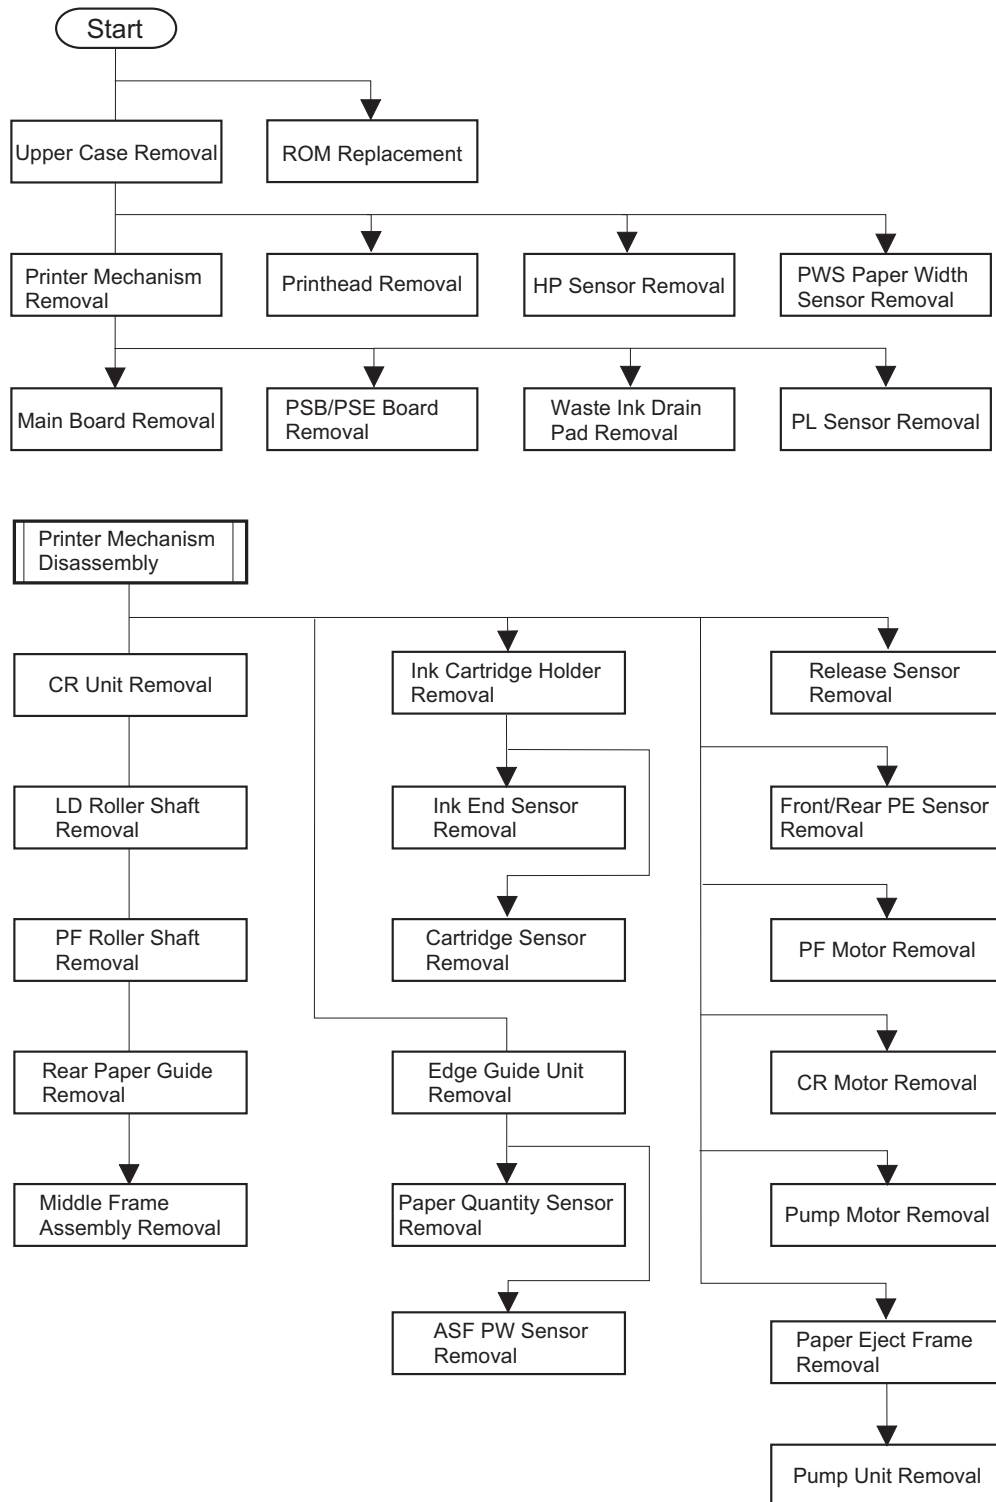 Start
Upper Case Removal
ROM Replacement
Printer Mechanism
Removal
Printhead Removal
HP Sensor Removal
PWS Paper Width
Sensor Removal
Main Board Removal
PSB/PSE Board
Removal
Waste Ink Drain
Pad Removal
PL Sensor Removal
Printer Mechanism
Disassembly
CR Unit Removal
Ink Cartridge Holder
Removal
Release Sensor
Removal
LD Roller Shaft
Removal
Ink End Sensor
Removal
Front/Rear PE Sensor
Removal
PF Roller Shaft
Removal
Cartridge Sensor
Removal
PF Motor Removal
Rear Paper Guide
Removal
Edge Guide Unit
Removal
CR Motor Removal
Middle Frame
Assembly Removal
Paper Quantity Sensor
Removal
Pump Motor Removal
ASF PW Sensor
Removal
Paper Eject Frame
Removal
Pump Unit Removal